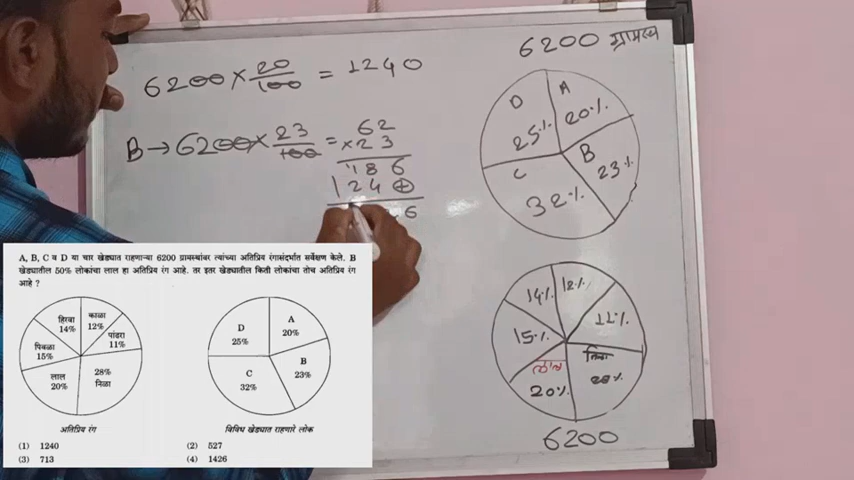 6200 ग्रामस्थ
6200 × 20/100 = 1240
B → 6200 × 23/100 = 62
× 23
186
124
6
D
25%
A
20%
B
23%
C
32%
14%
12%
11%
15%
लाल
20%
निळा
28%
6200
A, B, C व D या चार खेड्यात राहणाऱ्या 6200 ग्रामस्थांवर त्यांच्या अतिप्रिय रंगासंदर्भात सर्वेक्षण केले. B
खेड्यातील 50% लोकांचा लाल हा अतिप्रिय रंग आहे. तर इतर खेड्यातील किती लोकांचा तोच अतिप्रिय रंग
आहे ?
हिरवा
14%
काळा
12%
पांढरा
11%
पिवळा
15%
लाल
20%
28%
निळा
अतिप्रिय रंग
D
25%
A
20%
B
23%
C
32%
विविध खेड्यात राहणारे लोक
(1) 1240
(2) 527
(3) 713
(4) 1426